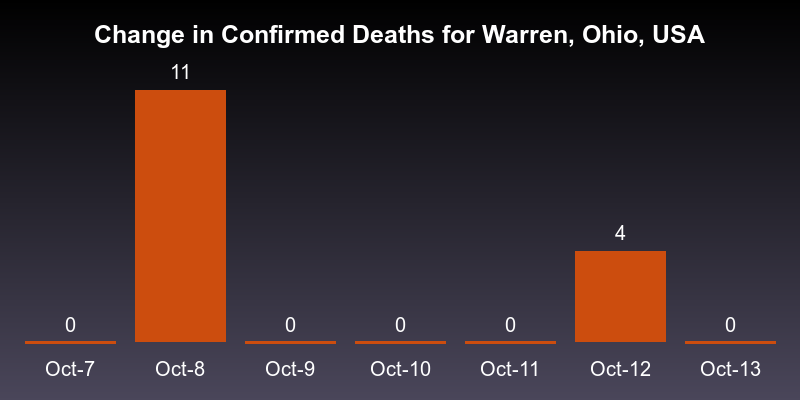 Change in Confirmed Deaths for Warren, Ohio, USA
11
4
0 0 0 0 0
Oct-7 Oct-8 Oct-9 Oct-10 Oct-11 Oct-12 Oct-13